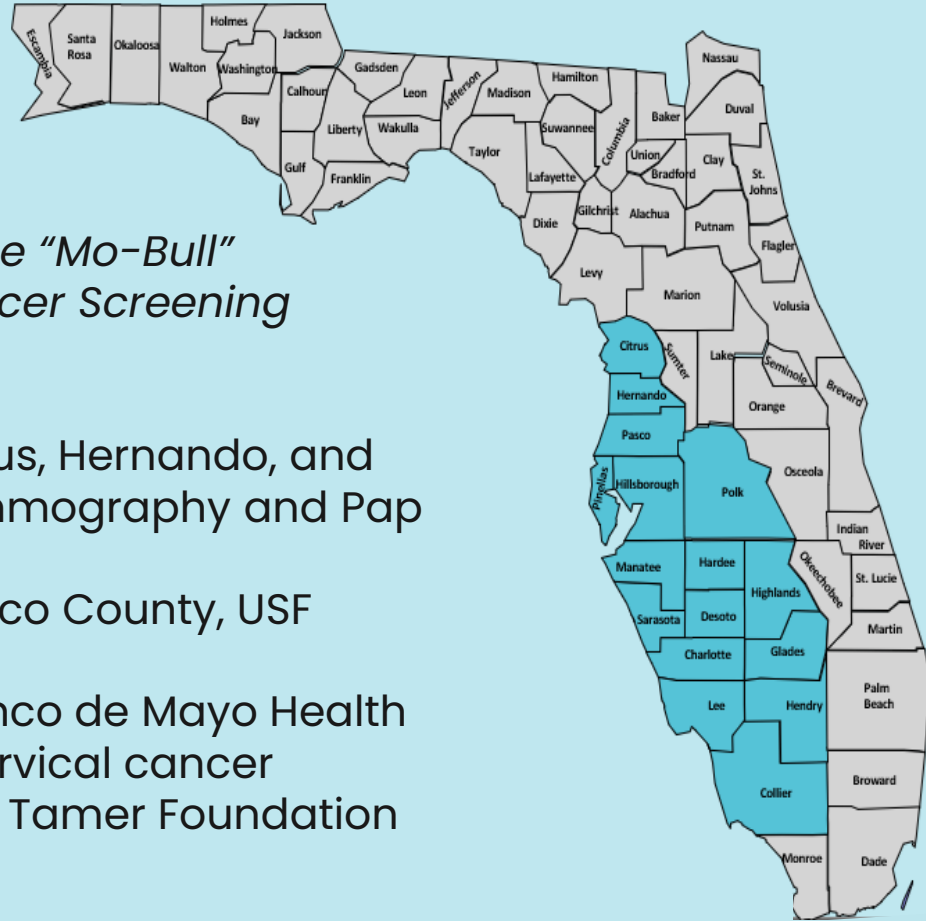 Escambia
Santa
Rosa
Okaloosa
Walton
Holmes
Washington
Jackson
Bay
Calhoun
Gulf
Gadsden
Liberty
Franklin
Leon
Wakulla
Jefferson
Madison
Taylor
Hamilton
Suwannee
Lafayette
Dixie
Columbia
Gilchrist
Baker
Union
Bradford
Alachua
Levy
Nassau
Duval
Clay
St.
Johns
Putnam
Flagler
Marion
Volusia
Citrus
Sumter
Lake
Seminole
Brevard
Hernando
Orange
Pasco
Osceola
Pinellas
Hillsborough
Polk
Indian
River
Manatee
Hardee
Highlands
Okeechobee
St. Lucie
Sarasota
Desoto
Martin
Charlotte
Glades
Lee
Hendry
Palm
Beach
Collier
Broward
Monroe
Dade
e “Mo-Bull”
cer Screening
us, Hernando, and
mmography and Pap
co County, USF
nco de Mayo Health
rvical cancer
Tamer Foundation